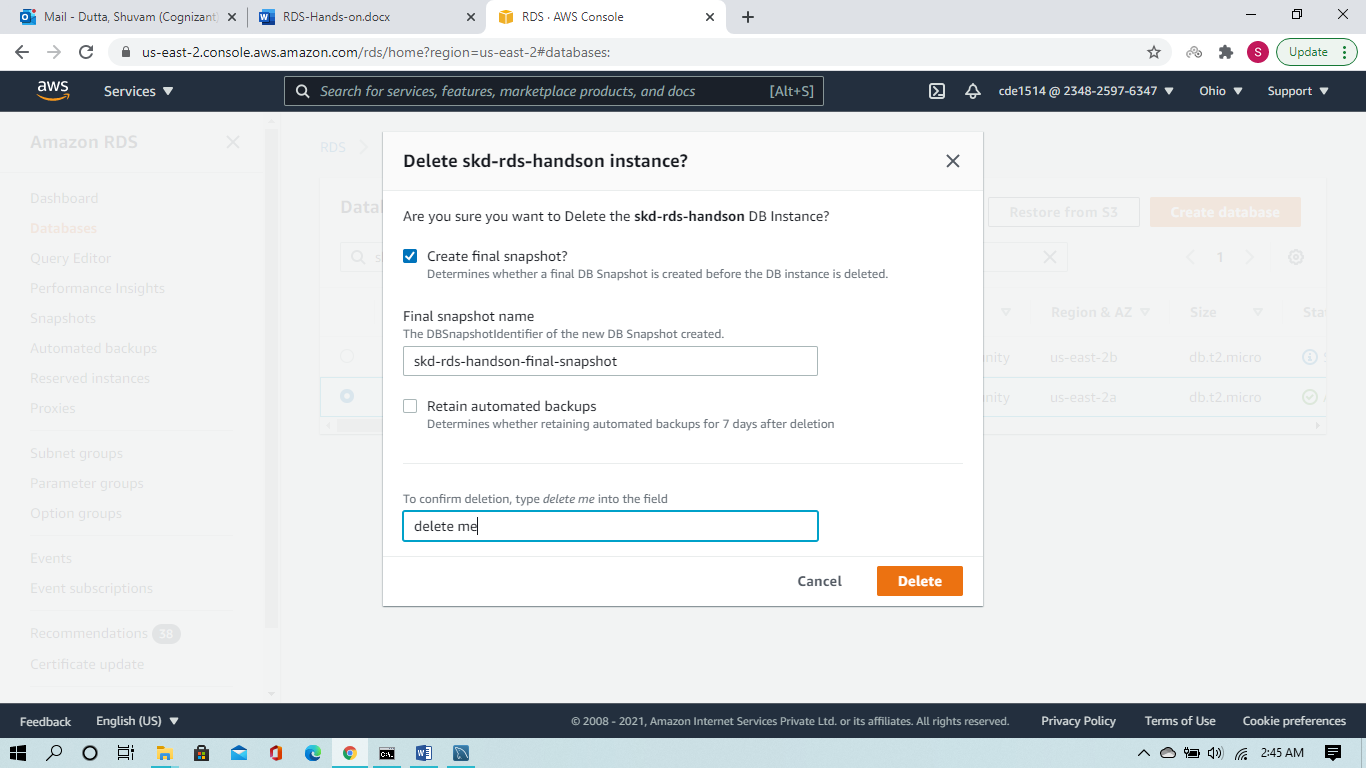 Mail - Dutta, Shuvam (Cognizant)
RDS-Hands-on.docx
RDS · AWS Console
us-east-2.console.aws.amazon.com/rds/home?region=us-east-2#databases:
S
Update
aws
Services
Search for services, features, marketplace products, and docs
[Alt+S]
cde1514 @ 2348-2597-6347
Ohio
Support
Amazon RDS
Dashboard
Databases
Query Editor
Performance Insights
Snapshots
Automated backups
Reserved instances
Proxies
Subnet groups
Parameter groups
Option groups
Events
Event subscriptions
Recommendations 38
Certificate update
RDS
Restore from S3
Create database
1
Region & AZ
Size
us-east-2b
db.t2.micro
us-east-2a
db.t2.micro
Delete skd-rds-handson instance?
Are you sure you want to Delete the skd-rds-handson DB Instance?
Create final snapshot?
Determines whether a final DB Snapshot is created before the DB instance is deleted.
Final snapshot name
The DBSnapshotIdentifier of the new DB Snapshot created.
skd-rds-handson-final-snapshot
Retain automated backups
Determines whether retaining automated backups for 7 days after deletion
To confirm deletion, type delete me into the field
delete me
Cancel
Delete
Feedback
English (US)
© 2008 - 2021, Amazon Internet Services Private Ltd. or its affiliates. All rights reserved.
Privacy Policy
Terms of Use
Cookie preferences
2:45 AM